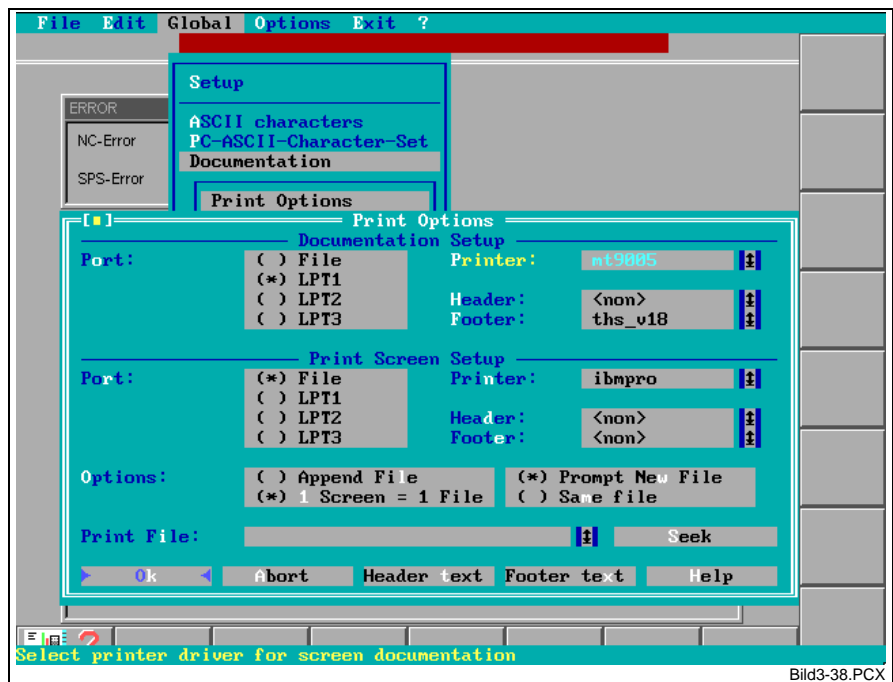 File Edit Global Options Exit ?
Setup
ERROR
ASCII characters
NC-Error
PC-ASCII-Character-Set
Documentation
SPS-Error
Print Options
[■] Print Options
Documentation Setup
Port: ( ) File Printer: mt9005
(*) LPT1
( ) LPT2 Header: <non>
( ) LPT3 Footer: ths_v18
Print Screen Setup
Port: (*) File Printer: ibmpro
( ) LPT1
( ) LPT2 Header: <non>
( ) LPT3 Footer: <non>
Options: ( ) Append File (*) Prompt New File
(*) 1 Screen = 1 File ( ) Same file
Print File: Seek
Ok Abort Header text Footer text Help
Select printer driver for screen documentation
Bild3-38.PCX